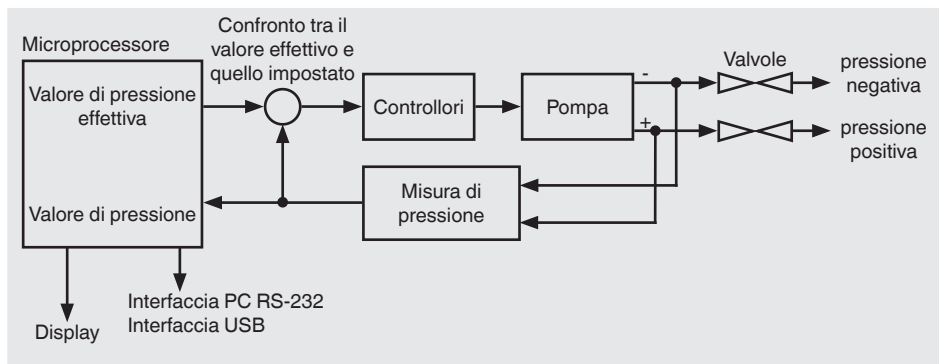 Confronto tra il
valore effettivo e
quello impostato
Microprocessore
Valore di pressione
effettiva
Controllori
Pompa
-
+
Valvole
pressione
negativa
pressione
positiva
Valore di pressione
Misura di
pressione
Interfaccia PC RS-232
Interfaccia USB
Display